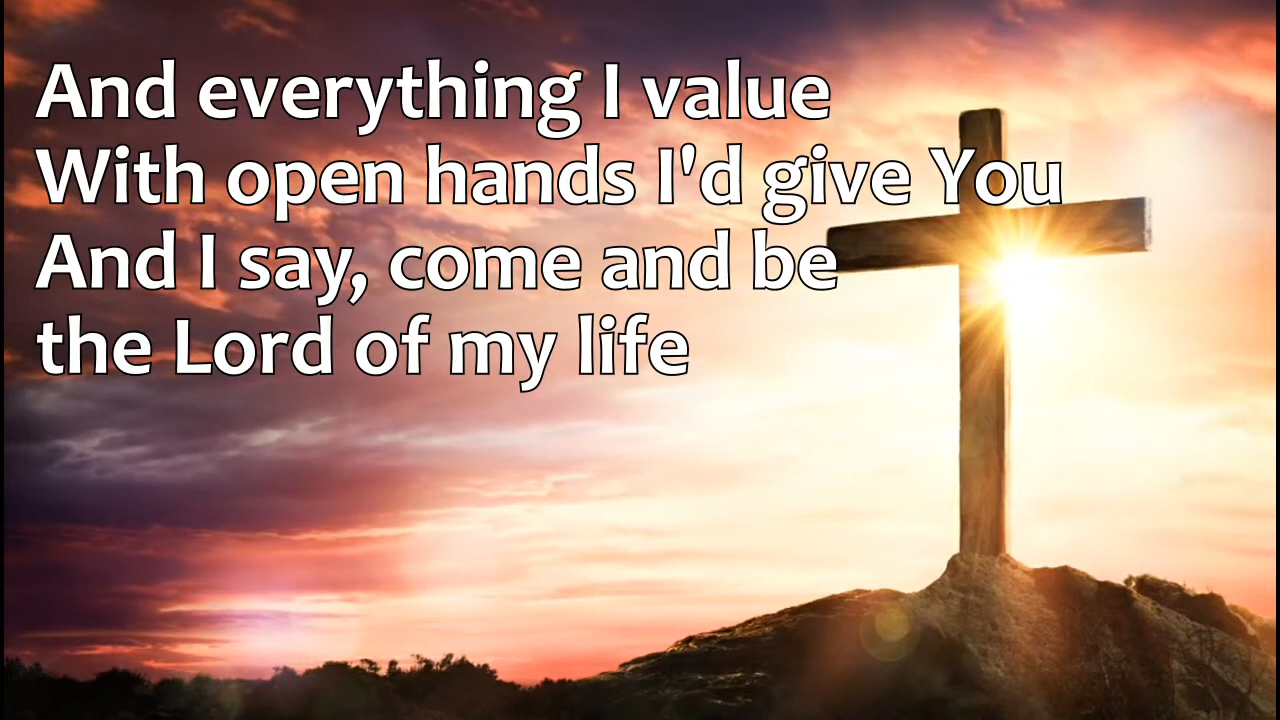 And everything I value
With open hands I'd give You
And I say, come and be
the Lord of my life